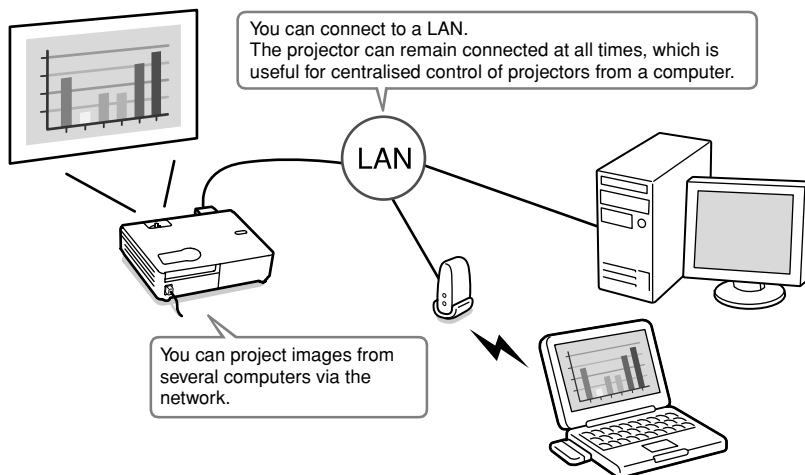 You can connect to a LAN.
The projector can remain connected at all times, which is
useful for centralised control of projectors from a computer.
LAN
You can project images from
several computers via the
network.